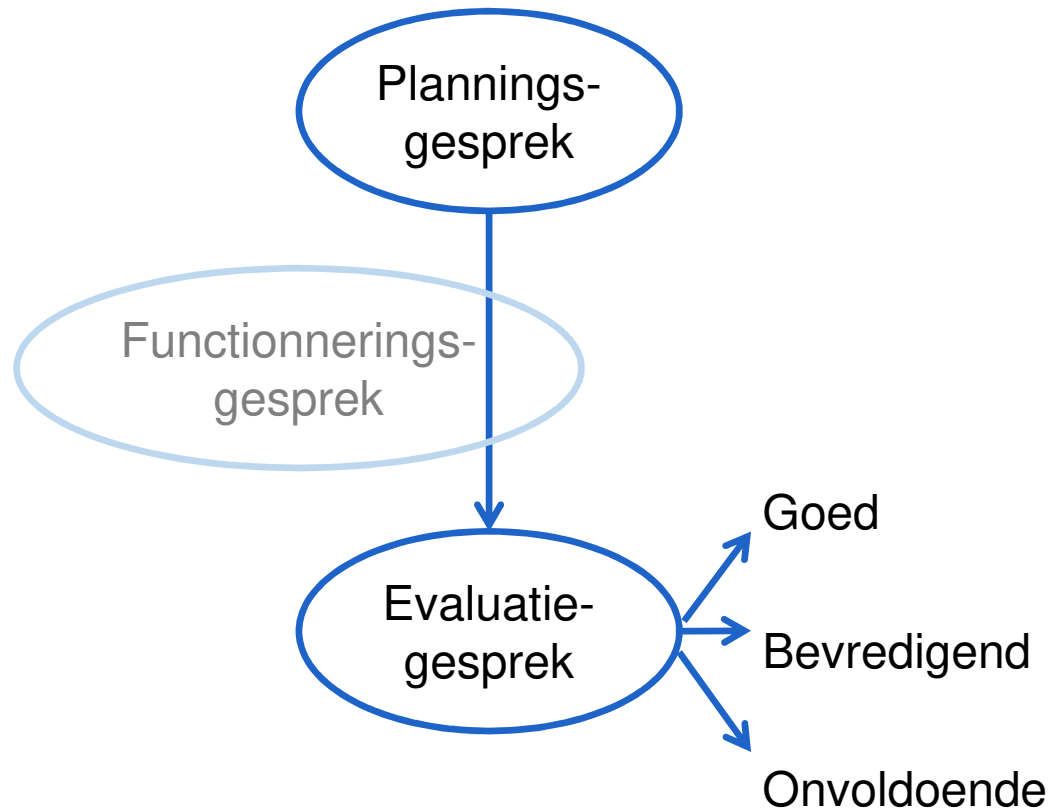 Plannings-
gesprek
Functionnerings-
gesprek
Evaluatie-
gesprek
Goed
Bevredigend
Onvoldoende